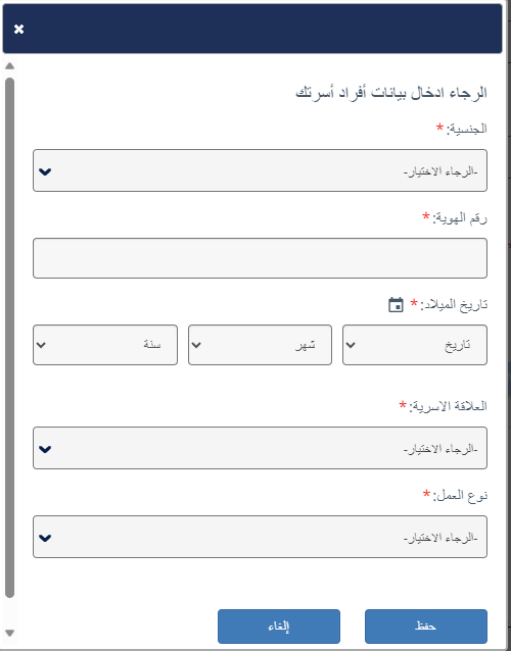 الرجاء ادخال بيانات أفراد أسرتك
الجنسية: *
-الرجاء الاختيار-
رقم الهوية: *
تاريخ الميلاد: *
تاريخ شهر سنة
العلاقة الاسرية: *
-الرجاء الاختيار-
نوع العمل: *
-الرجاء الاختيار-
حفظ إلغاء